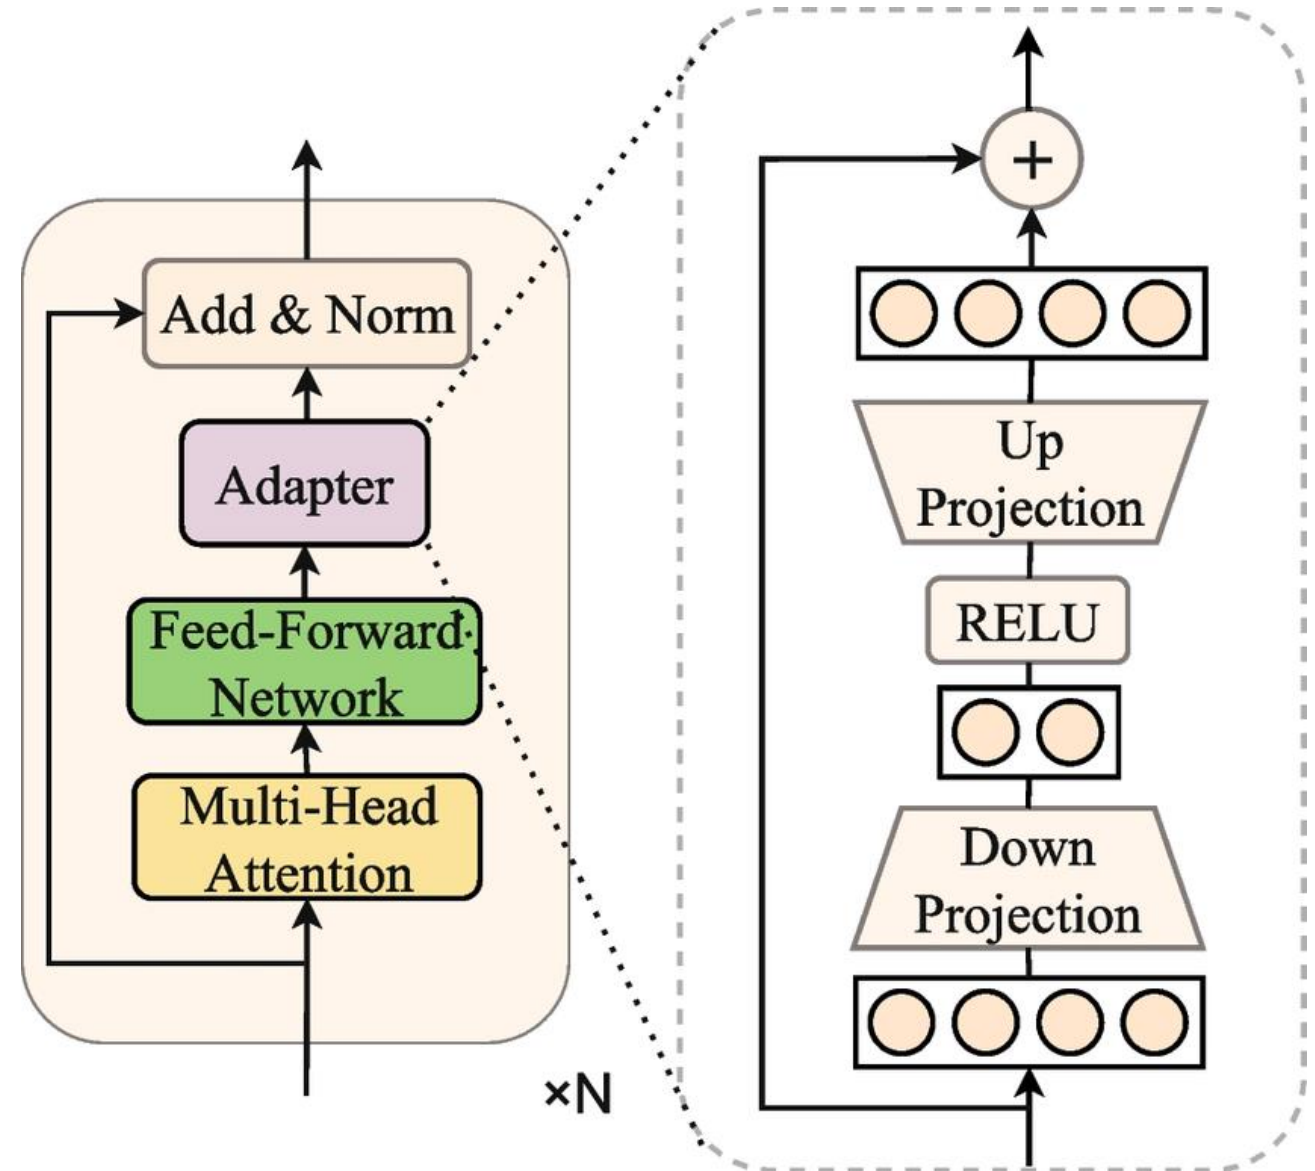 Add & Norm
Adapter
Feed-Forward
Network
Multi-Head
Attention
×N
+
Up
Projection
RELU
Down
Projection